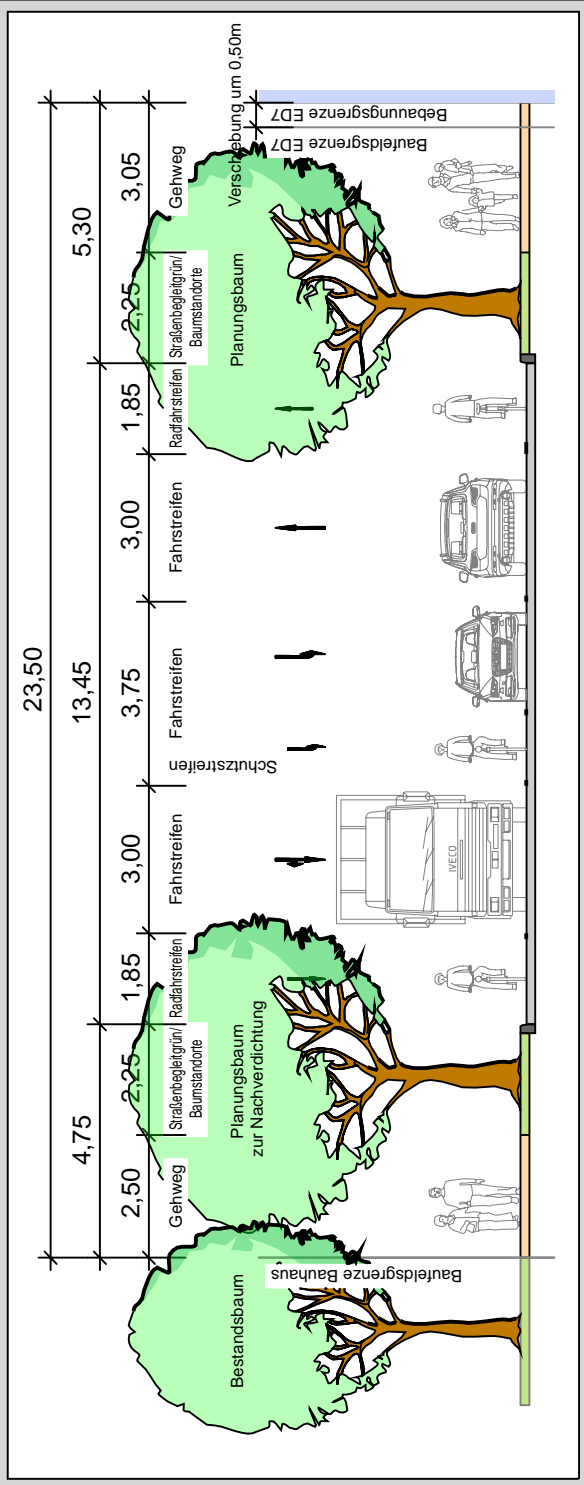 23,50
4,75
13,45
5,30
2,50
2,25
1,85
3,00
3,75
3,00
1,85
2,25
3,05
Gehweg
Straßenbegleitgrün/
Baumstandorte
Radfahrstreifen
Fahrstreifen
Fahrstreifen
Fahrstreifen
Radfahrstreifen
Straßenbegleitgrün/
Baumstandorte
Gehweg
Schutzstreifen
Verschiebung um 0,50m
Bestandsbaum
Planungsbaum
zur Nachverdichtung
Planungsbaum
Baufeldsgrenze Bauhaus
Baufeldsgrenze ED7
Bebauungsgrenze ED7
IVECO